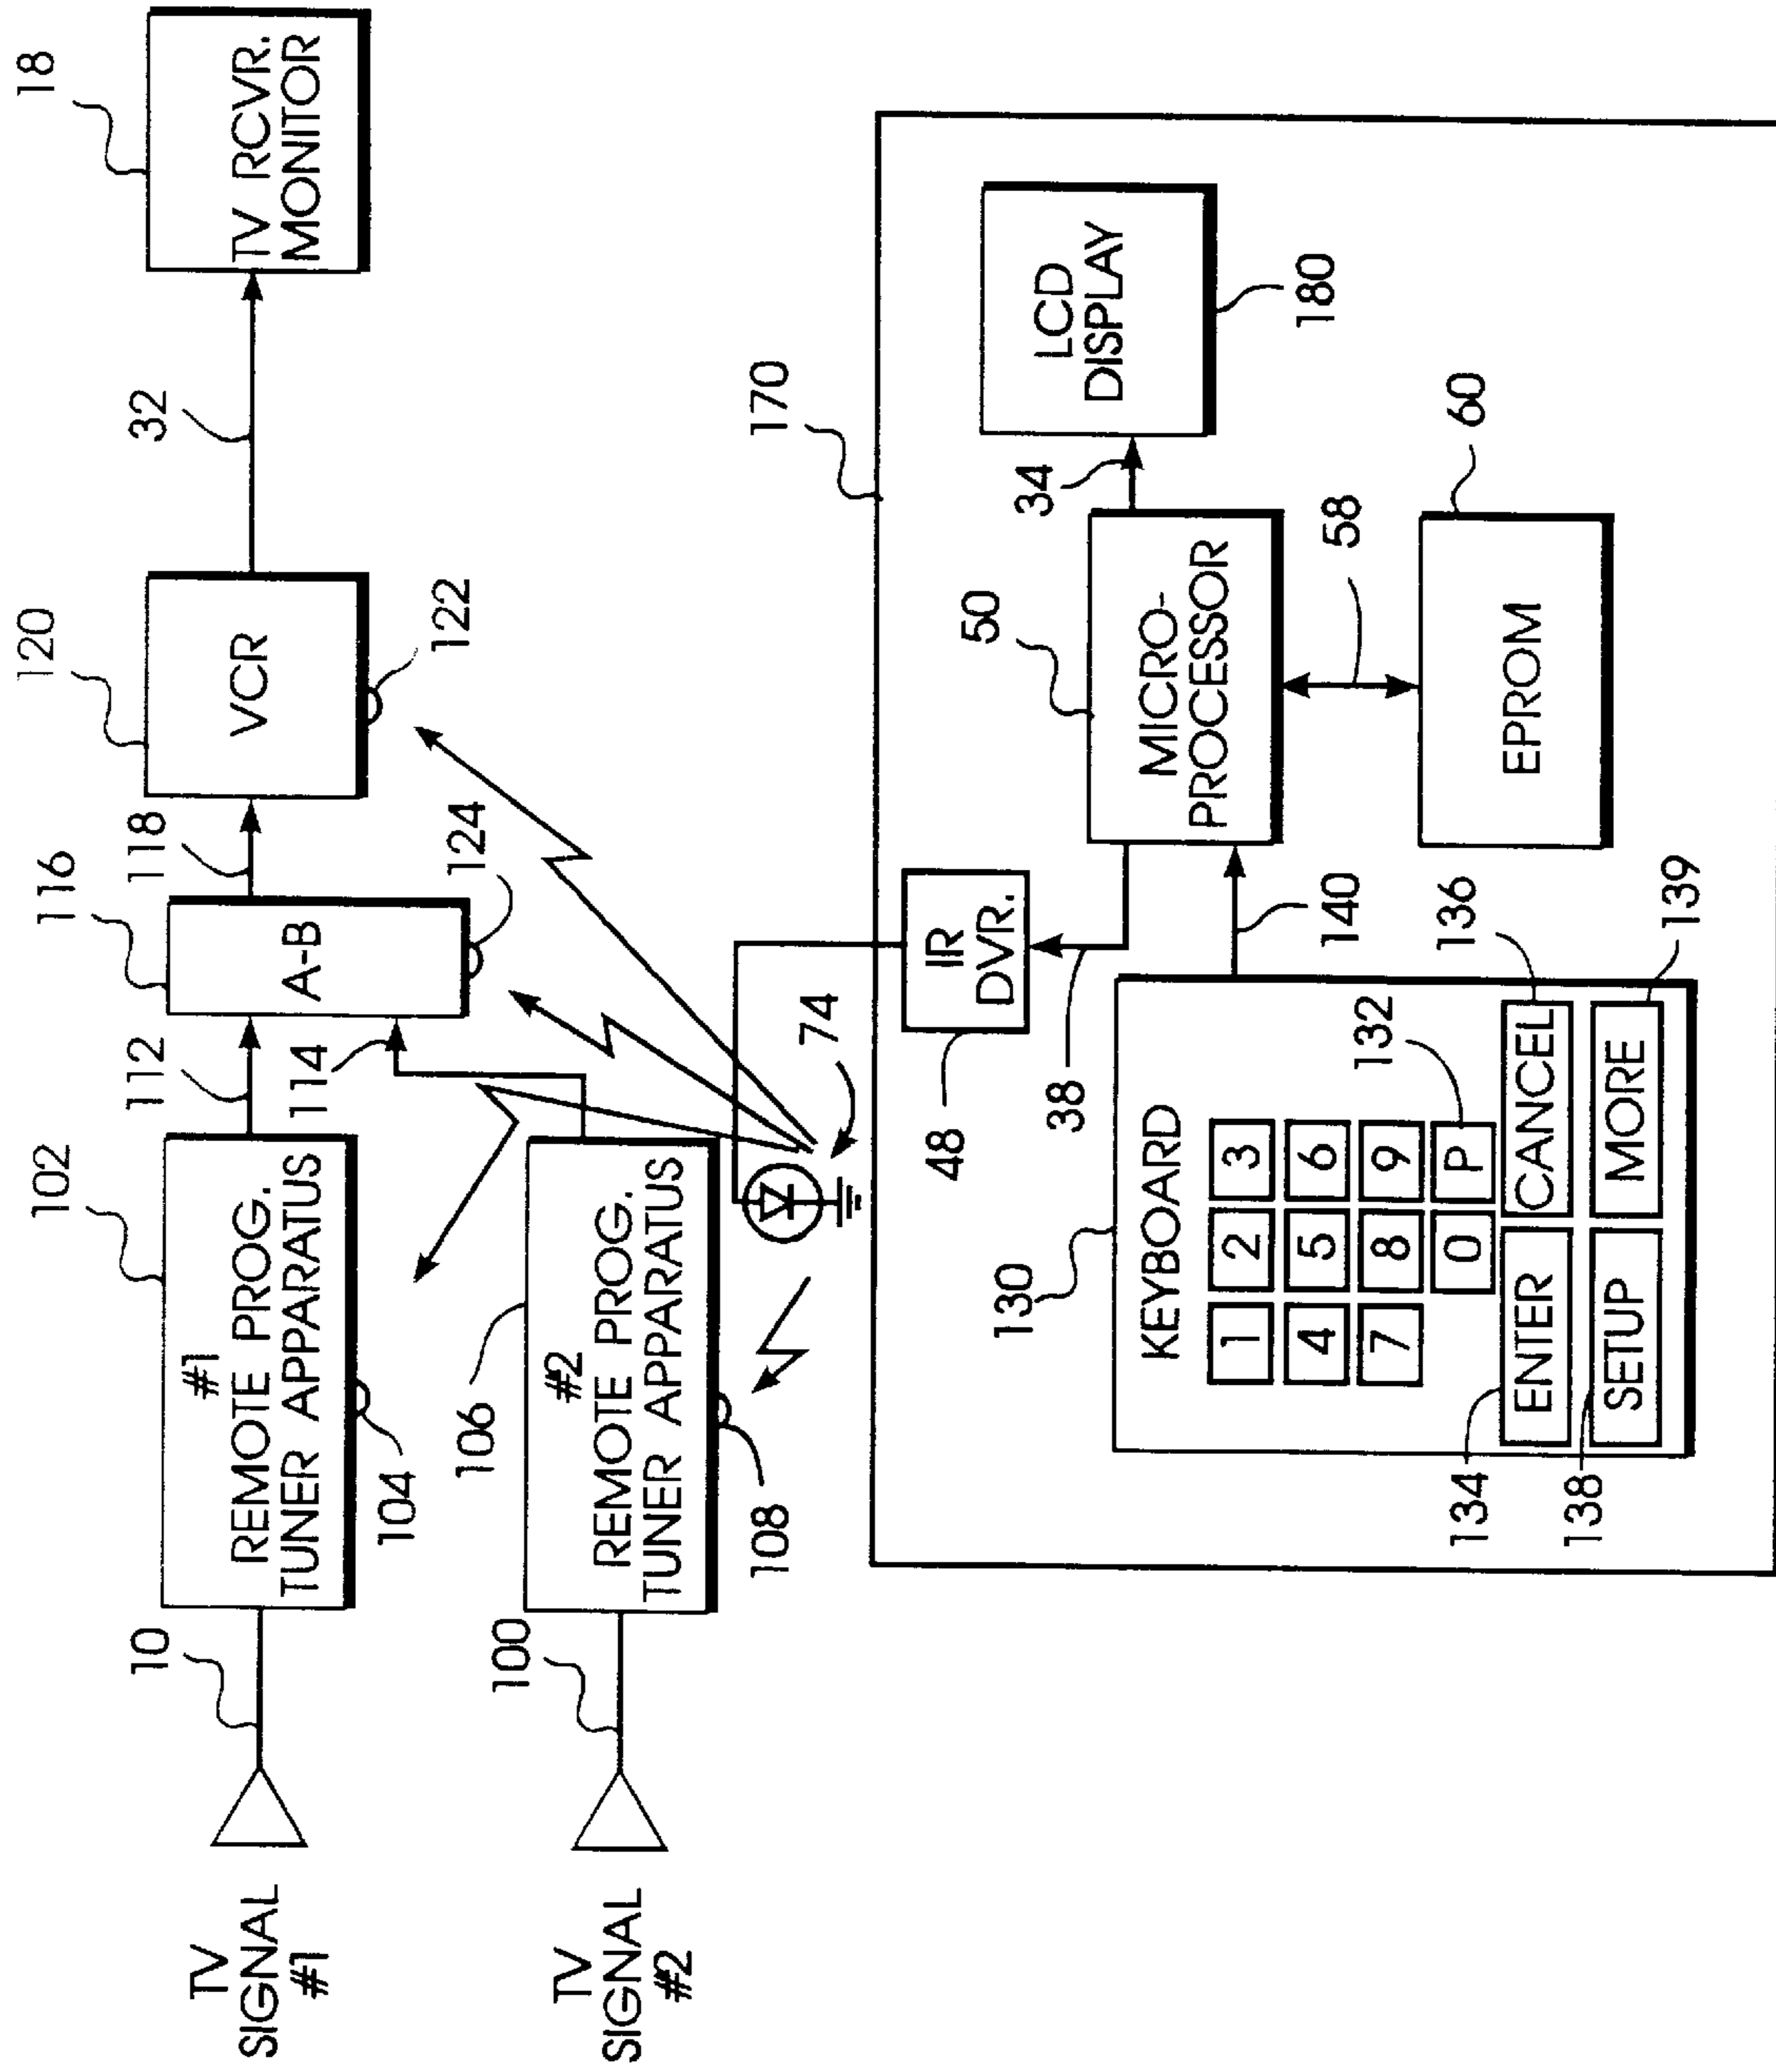 18
TV RCVR.
MONITOR
32
120
VCR
122
118
116
A-B
124
112
114
102
#1
REMOTE PROG.
TUNER APPARATUS
104
10
TV
SIGNAL
#1
106
#2
REMOTE PROG.
TUNER APPARATUS
108
100
TV
SIGNAL
#2
74
170
LCD
DISPLAY
180
34
50
MICRO-
PROCESSOR
58
60
EPROM
IR
DVR.
48
38
140
130
KEYBOARD
1 2 3
4 5 6
7 8 9
0 P
132
ENTER CANCEL
134
136
SETUP MORE
138
139